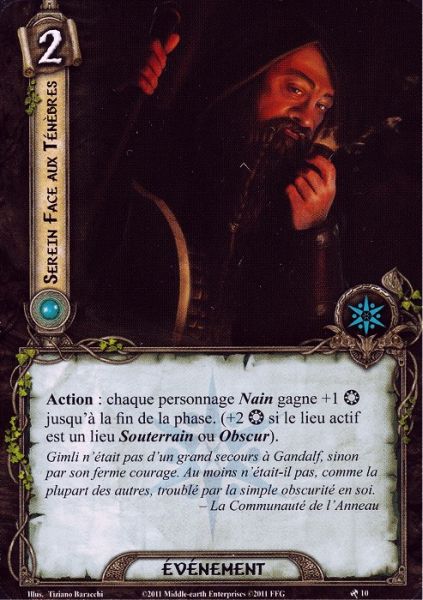 2
Serein Face aux Ténèbres
Action : chaque personnage Nain gagne +1
jusqu'à la fin de la phase. (+2 si le lieu actif
est un lieu Souterrain ou Obscur).
Gimli n'était pas d'un grand secours à Gandalf, sinon
par son ferme courage. Au moins n'était-il pas, comme la
plupart des autres, troublé par la simple obscurité en soi.
– La Communauté de l'Anneau
ÉVÉNEMENT
Illus. Tiziano Baracchi ©2011 Middle-earth Enterprises ©2011 FFG 10